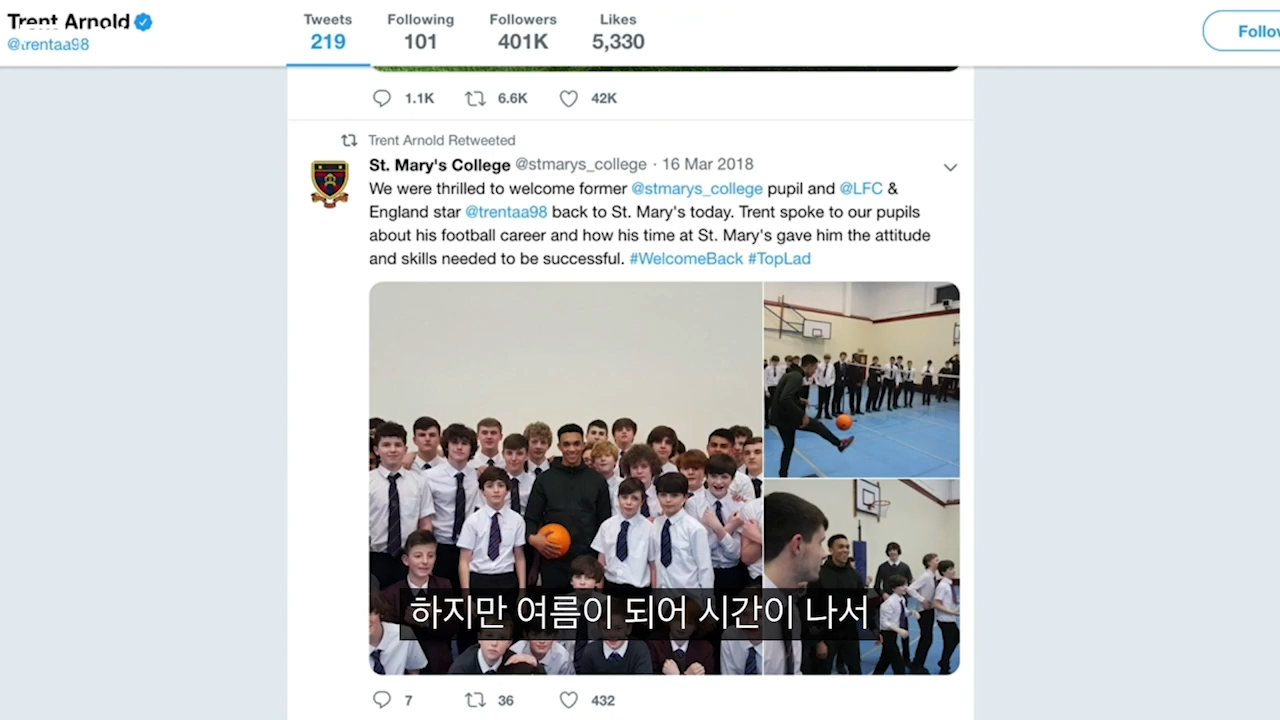 Trent Arnold
@trentaa98
Tweets Following Followers Likes
219 101 401K 5,330
Follow
1.1K 6.6K 42K
Trent Arnold Retweeted
St. Mary's College @stmarys_college · 16 Mar 2018
We were thrilled to welcome former @stmarys_college pupil and @LFC &
England star @trentaa98 back to St. Mary's today. Trent spoke to our pupils
about his football career and how his time at St. Mary's gave him the attitude
and skills needed to be successful. #WelcomeBack #TopLad
하지만 여름이 되어 시간이 나서
7 36 432